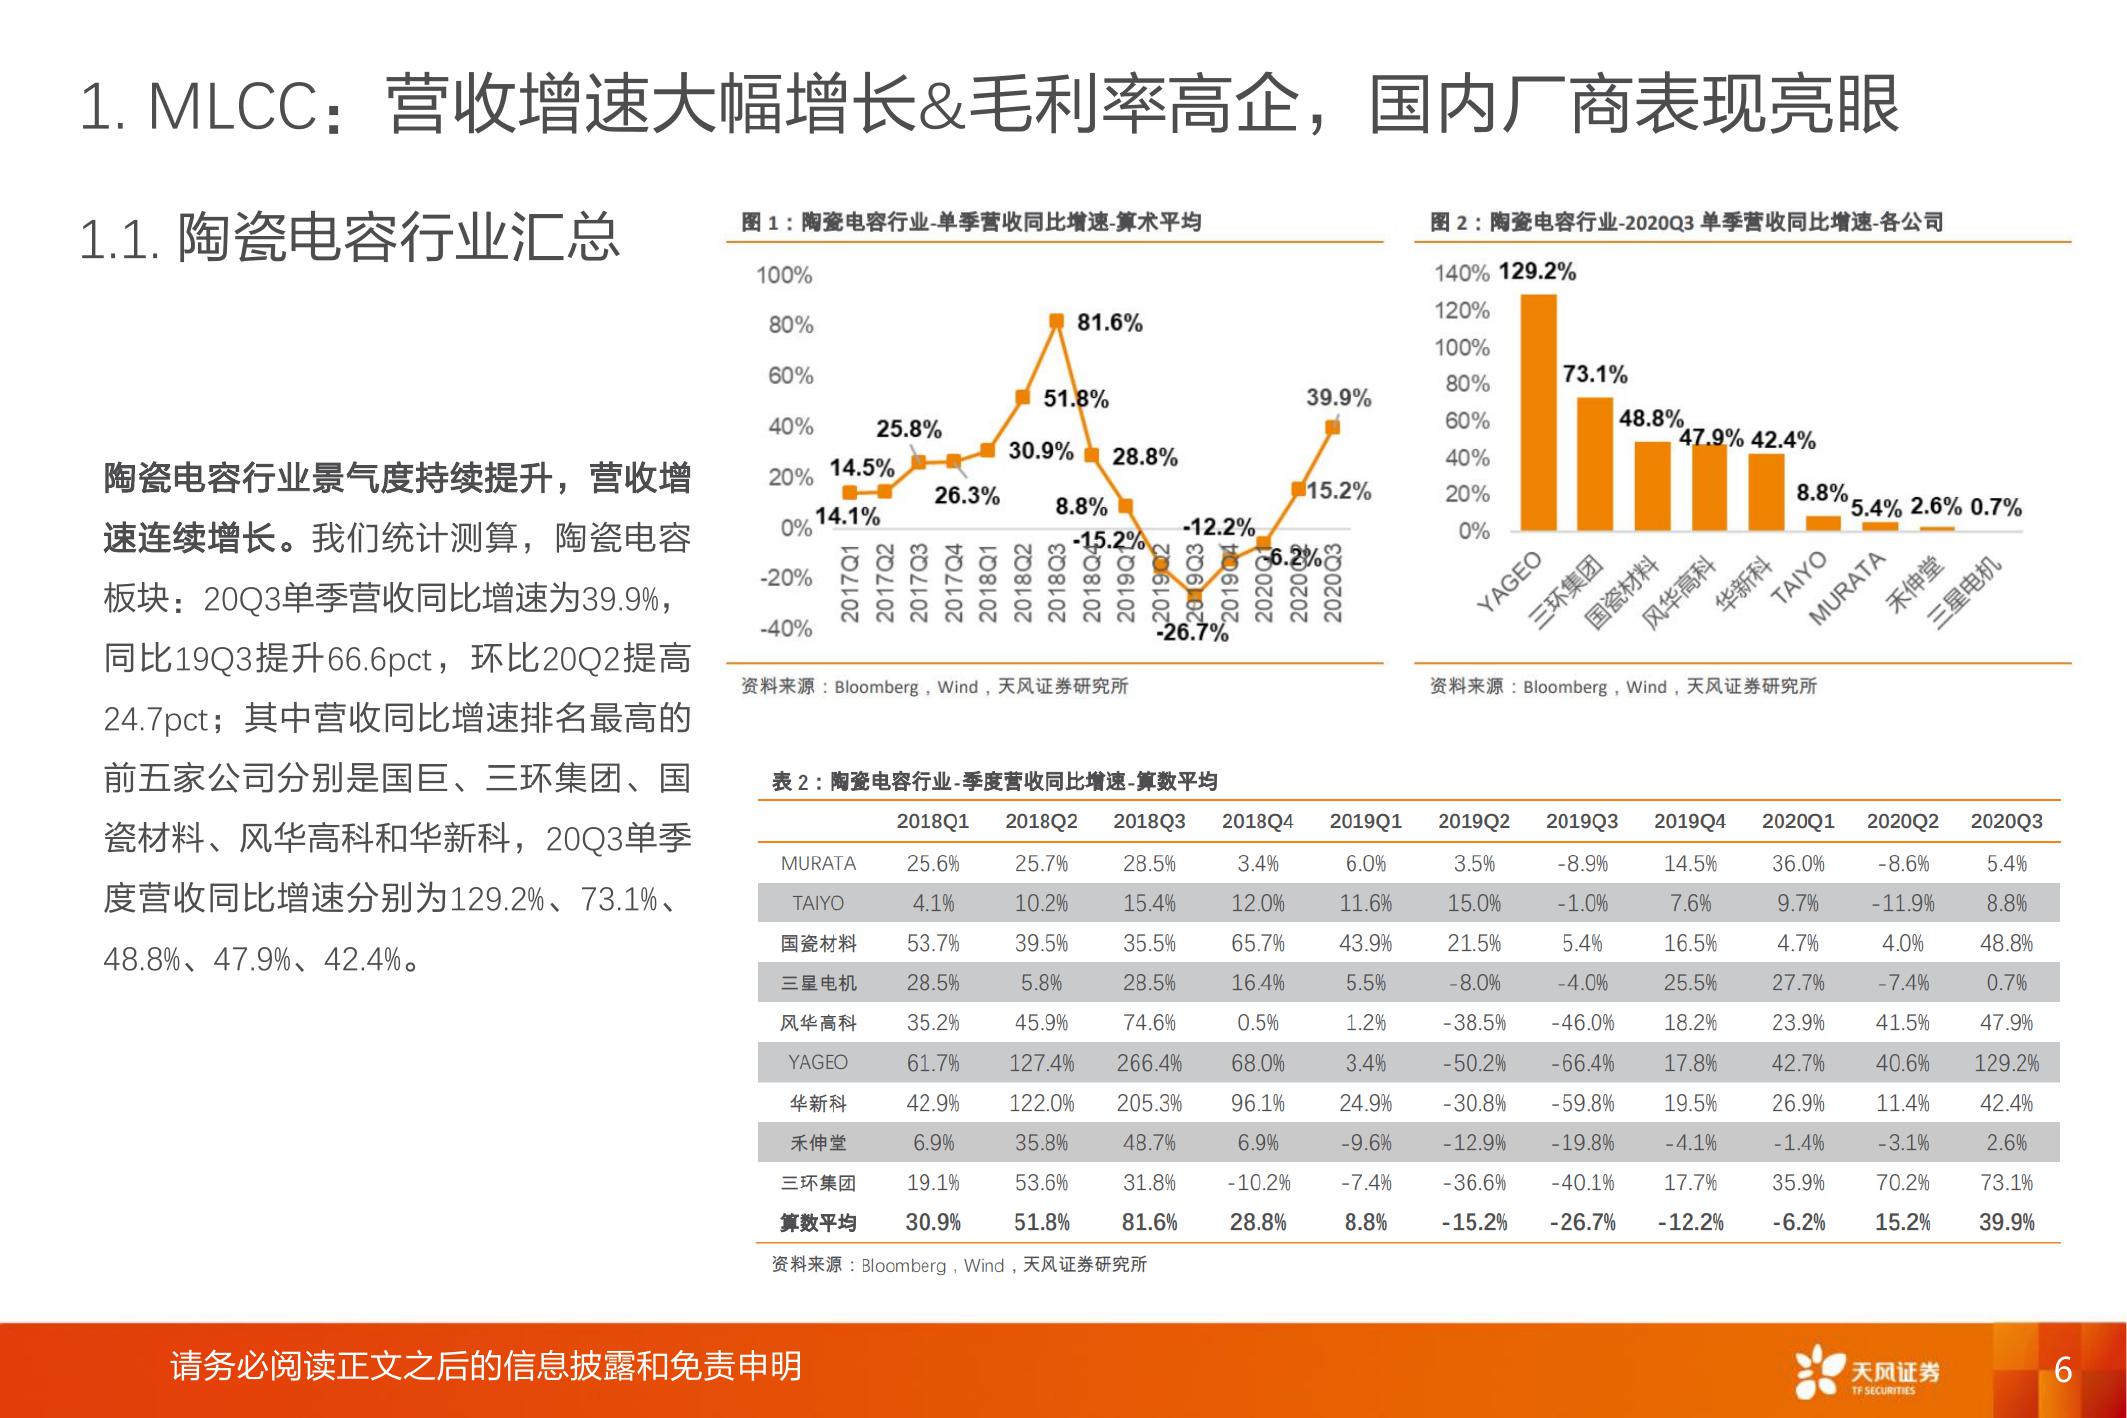 1. MLCC：营收增速大幅增长&毛利率高企，国内厂商表现亮眼
1.1. 陶瓷电容行业汇总
陶瓷电容行业景气度持续提升，营收增
速连续增长。我们统计测算，陶瓷电容
板块：20Q3单季营收同比增速为39.9%，
同比19Q3提升66.6pct，环比20Q2提高
24.7pct；其中营收同比增速排名最高的
前五家公司分别是国巨、三环集团、国
瓷材料、风华高科和华新科，20Q3单季
度营收同比增速分别为129.2%、73.1%、
48.8%、47.9%、42.4%。
图 1：陶瓷电容行业-单季营收同比增速-算术平均
100%
80%
60%
40%
20%
0%
-20%
-40%
14.1%
14.5%
25.8%
26.3%
30.9%
51.8%
81.6%
28.8%
8.8%
-15.2%
-26.7%
-12.2%
-6.2%
15.2%
39.9%
2017Q1
2017Q2
2017Q3
2017Q4
2018Q1
2018Q2
2018Q3
2018Q4
2019Q1
2019Q2
2019Q3
2019Q4
2020Q1
2020Q2
2020Q3
资料来源：Bloomberg，Wind，天风证券研究所
图 2：陶瓷电容行业-2020Q3 单季营收同比增速-各公司
140%
120%
100%
80%
60%
40%
20%
0%
129.2%
73.1%
48.8%
47.9%
42.4%
8.8%
5.4%
2.6%
0.7%
YAGEO
三环集团
国瓷材料
风华高科
华新科
TAIYO
MURATA
禾伸堂
三星电机
资料来源：Bloomberg，Wind，天风证券研究所
表 2：陶瓷电容行业-季度营收同比增速-算数平均
2018Q1 2018Q2 2018Q3 2018Q4 2019Q1 2019Q2 2019Q3 2019Q4 2020Q1 2020Q2 2020Q3
MURATA 25.6% 25.7% 28.5% 3.4% 6.0% 3.5% -8.9% 14.5% 36.0% -8.6% 5.4%
TAIYO 4.1% 10.2% 15.4% 12.0% 11.6% 15.0% -1.0% 7.6% 9.7% -11.9% 8.8%
国瓷材料 53.7% 39.5% 35.5% 65.7% 43.9% 21.5% 5.4% 16.5% 4.7% 4.0% 48.8%
三星电机 28.5% 5.8% 28.5% 16.4% 5.5% -8.0% -4.0% 25.5% 27.7% -7.4% 0.7%
风华高科 35.2% 45.9% 74.6% 0.5% 1.2% -38.5% -46.0% 18.2% 23.9% 41.5% 47.9%
YAGEO 61.7% 127.4% 266.4% 68.0% 3.4% -50.2% -66.4% 17.8% 42.7% 40.6% 129.2%
华新科 42.9% 122.0% 205.3% 96.1% 24.9% -30.8% -59.8% 19.5% 26.9% 11.4% 42.4%
禾伸堂 6.9% 35.8% 48.7% 6.9% -9.6% -12.9% -19.8% -4.1% -1.4% -3.1% 2.6%
三环集团 19.1% 53.6% 31.8% -10.2% -7.4% -36.6% -40.1% 17.7% 35.9% 70.2% 73.1%
算数平均 30.9% 51.8% 81.6% 28.8% 8.8% -15.2% -26.7% -12.2% -6.2% 15.2% 39.9%
资料来源：Bloomberg，Wind，天风证券研究所
请务必阅读正文之后的信息披露和免责申明
天风证券
TF SECURITIES
6